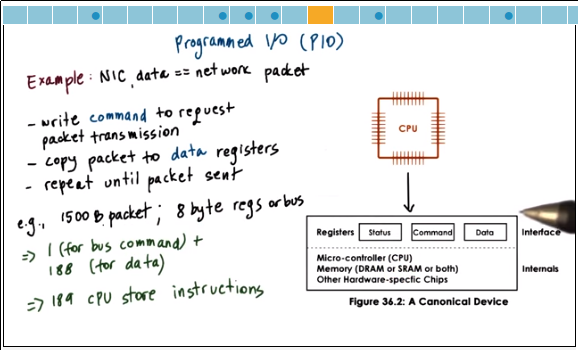 Programmed I/O (PIO)
Example: NIC, data == network packet
- write command to request
packet transmission
- copy packet to data registers
- repeat until packet sent
e.g., 1500 B packet; 8 byte regs or bus
=> 1 (for bus command) +
188 (for data)
=> 189 CPU store instructions
CPU
Registers Status Command Data Interface
Micro-controller (CPU)
Memory (DRAM or SRAM or both) Internals
Other Hardware-specfic Chips
Figure 36.2: A Canonical Device